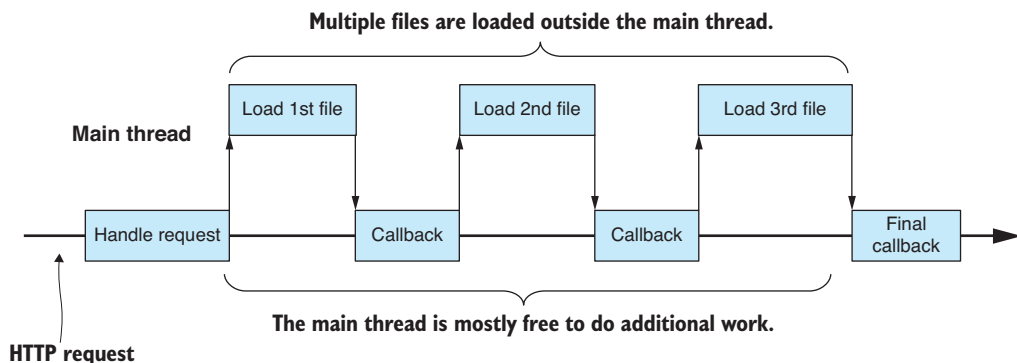 Multiple files are loaded outside the main thread.
Load 1st file
Load 2nd file
Load 3rd file
Main thread
Handle request
Callback
Callback
Final
callback
The main thread is mostly free to do additional work.
HTTP request